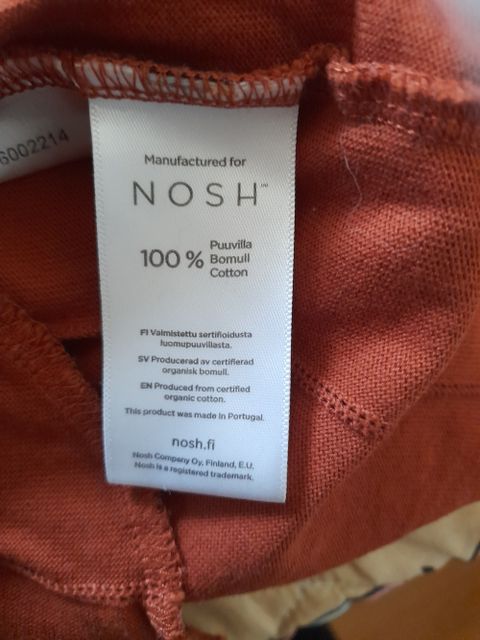 6002214
Manufactured for
NOSH™
100 % Puuvilla
Bomull
Cotton
FI Valmistettu sertifioidusta
luomupuuvillasta.
SV Producerad av certifierad
organisk bomull.
EN Produced from certified
organic cotton.
This product was made in Portugal.
nosh.fi
Nosh Company Oy, Finland, E.U.
Nosh is a registered trademark.